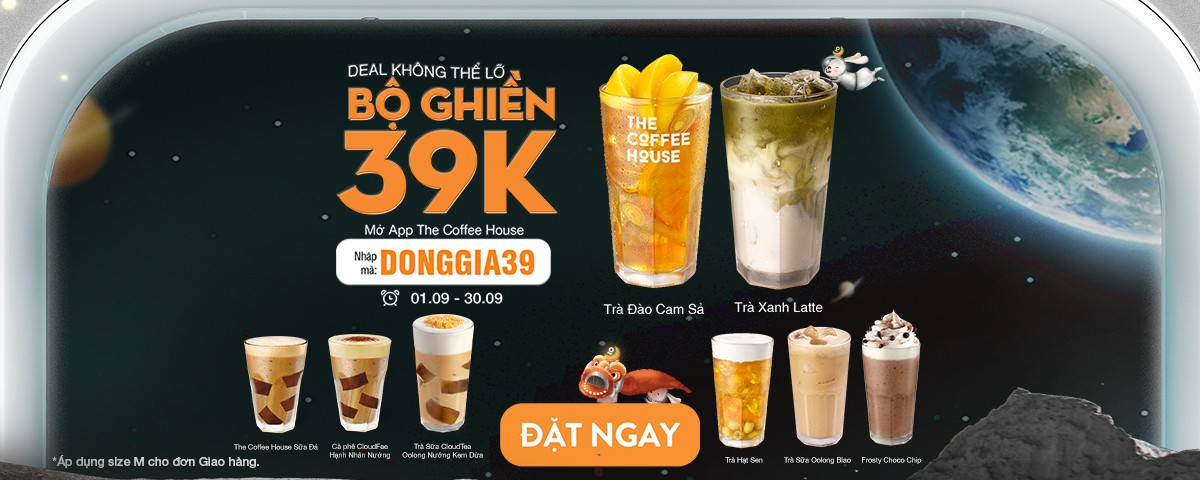 DEAL KHÔNG THỂ LỠ
BỘ GHIỀN
39K
Mở App The Coffee House
Nhập
mã: DONGGIA39
01.09 - 30.09
THE
COFFEE
HOUSE
Trà Đào Cam Sả
Trà Xanh Latte
The Coffee House Sữa Đá
Cà phê CloudFee
Hạnh Nhân Nướng
Trà Sữa CloudTea
Oolong Nướng Kem Dừa
ĐẶT NGAY
Trà Hạt Sen
Trà Sữa Oolong Blao
Frosty Choco Chip
*Áp dụng size M cho đơn Giao hàng.